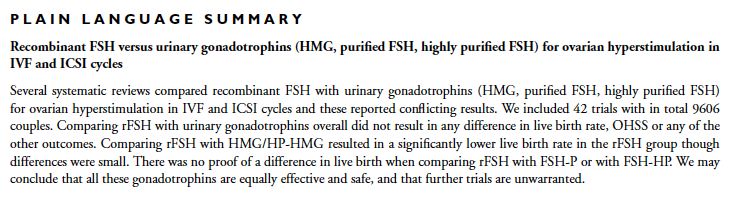 PLAIN LANGUAGE SUMMARY
Recombinant FSH versus urinary gonadotrophins (HMG, purified FSH, highly purified FSH) for ovarian hyperstimulation in
IVF and ICSI cycles
Several systematic reviews compared recombinant FSH with urinary gonadotrophins (HMG, purified FSH, highly purified FSH)
for ovarian hyperstimulation in IVF and ICSI cycles and these reported conflicting results. We included 42 trials with in total 9606
couples. Comparing rFSH with urinary gonadotrophins overall did not result in any difference in live birth rate, OHSS or any of the
other outcomes. Comparing rFSH with HMG/HP-HMG resulted in a significantly lower live birth rate in the rFSH group though
differences were small. There was no proof of a difference in live birth when comparing rFSH with FSH-P or with FSH-HP. We may
conclude that all these gonadotrophins are equally effective and safe, and that further trials are unwarranted.